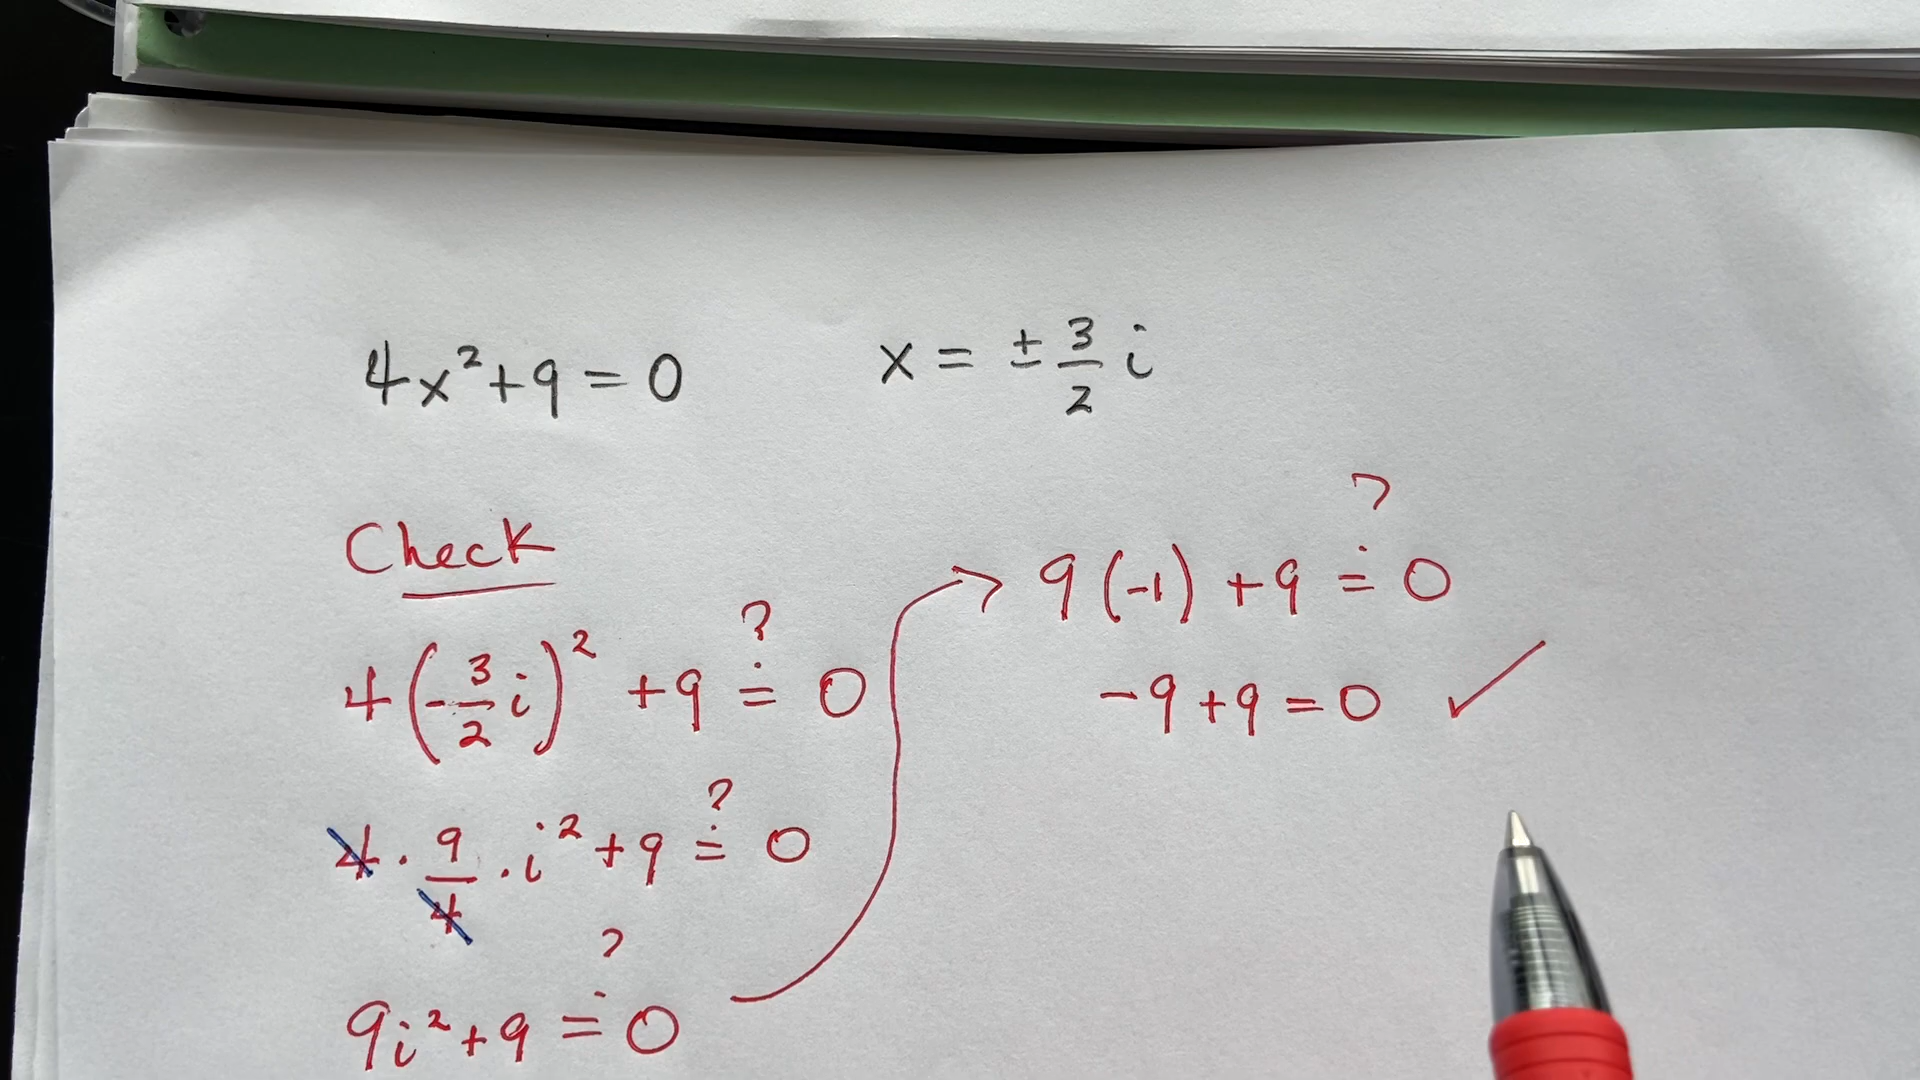 4x² + 9 = 0
x = ± 3/2 i
Check
4(-3/2 i)² + 9 ≟ 0
4 · 9/4 · i² + 9 ≟ 0
9i² + 9 ≟ 0
9(-1) + 9 ≟ 0
-9 + 9 = 0 ✓